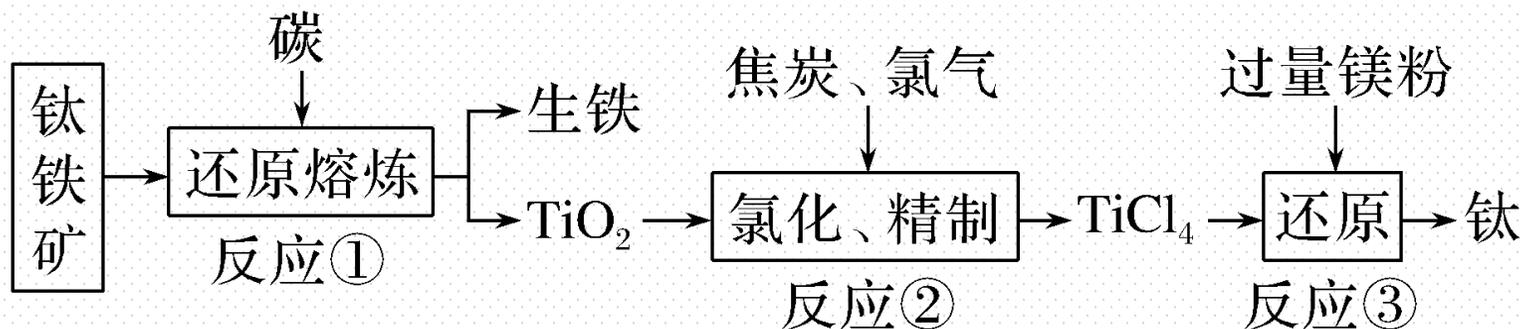 碳
焦炭、氯气
过量镁粉
钛铁矿
还原熔炼
生铁
TiO₂
氯化、精制
TiCl₄
还原
钛
反应①
反应②
反应③